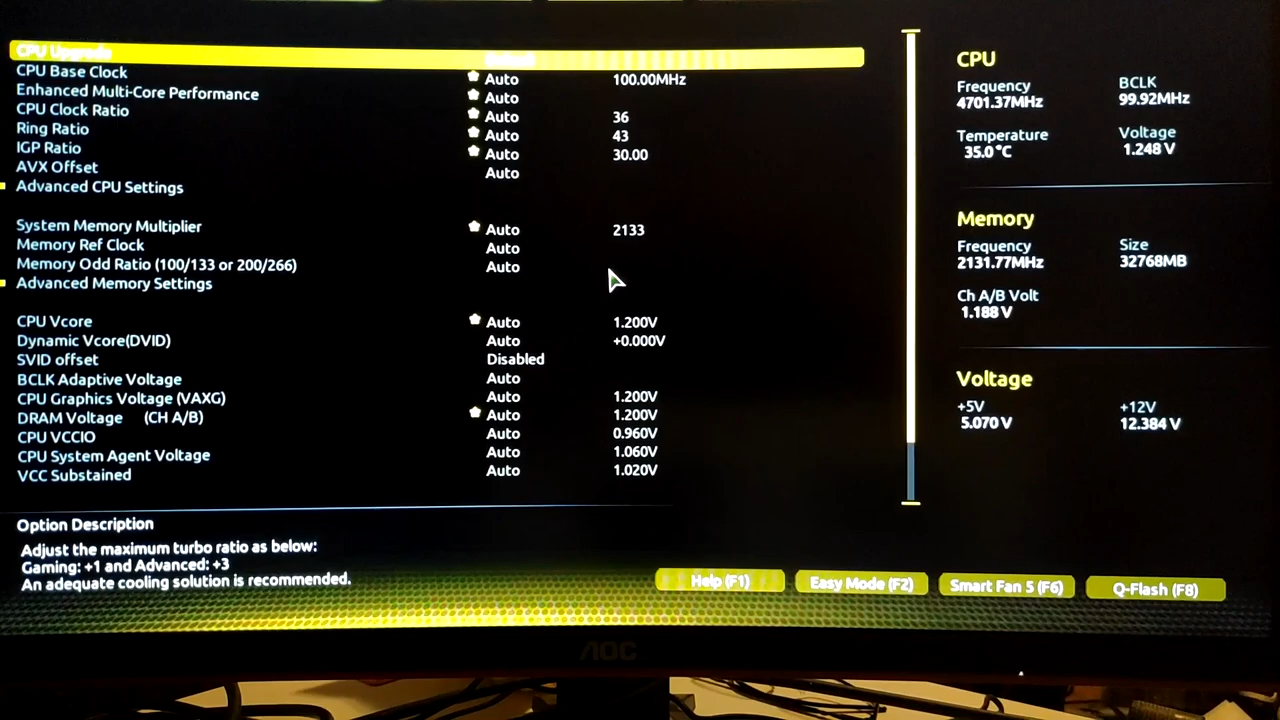 CPU Upgrade Default
CPU Base Clock Auto 100.00MHz
Enhanced Multi-Core Performance Auto
CPU Clock Ratio Auto 36
Ring Ratio Auto 43
IGP Ratio Auto 30.00
AVX Offset Auto
Advanced CPU Settings
System Memory Multiplier Auto 2133
Memory Ref Clock Auto
Memory Odd Ratio (100/133 or 200/266) Auto
Advanced Memory Settings
CPU Vcore Auto 1.200V
Dynamic Vcore(DVID) Auto +0.000V
SVID offset Disabled
BCLK Adaptive Voltage Auto
CPU Graphics Voltage (VAXG) Auto 1.200V
DRAM Voltage (CH A/B) Auto 1.200V
CPU VCCIO Auto 0.960V
CPU System Agent Voltage Auto 1.060V
VCC Substained Auto 1.020V
Option Description
Adjust the maximum turbo ratio as below:
Gaming: +1 and Advanced: +3
An adequate cooling solution is recommended.
CPU
Frequency BCLK
4701.37MHz 99.92MHz
Temperature Voltage
35.0 °C 1.248 V
Memory
Frequency Size
2131.77MHz 32768MB
Ch A/B Volt
1.188 V
Voltage
+5V +12V
5.070 V 12.384 V
Help (F1) Easy Mode (F2) Smart Fan 5 (F6) Q-Flash (F8)
AOC